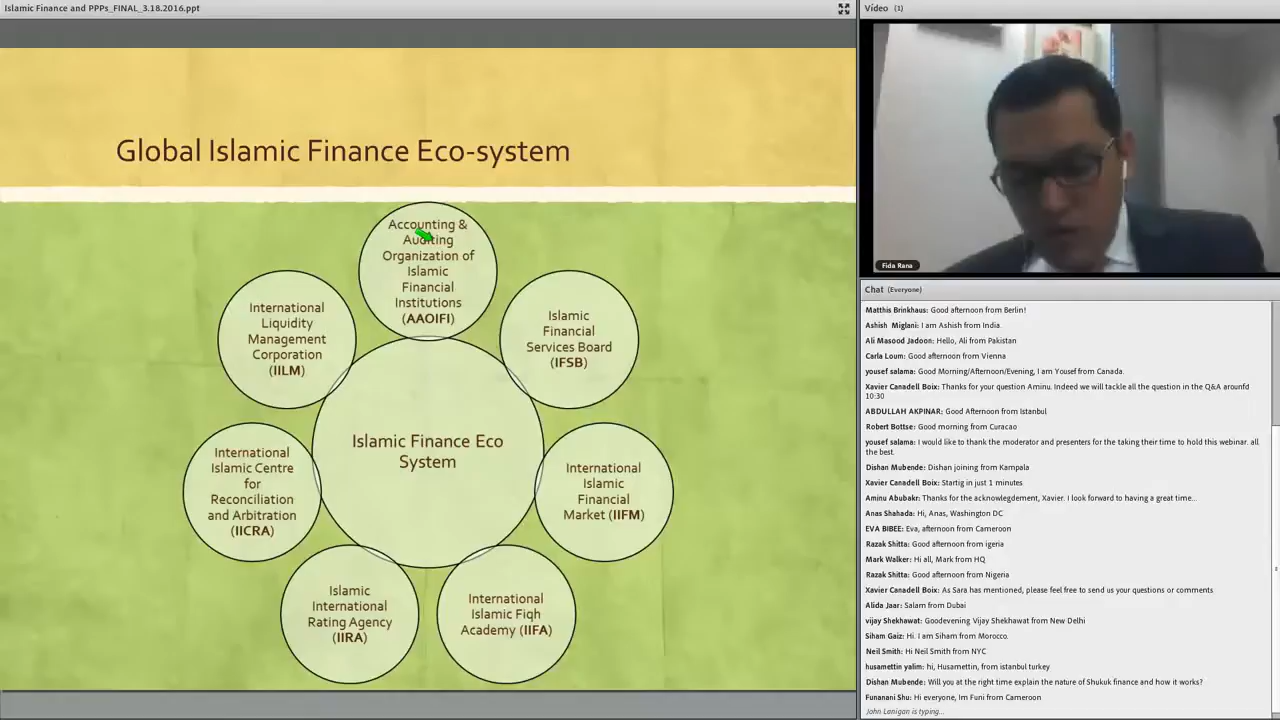 Islamic Finance and PPPs_FINAL_3.18.2016.ppt
Global Islamic Finance Eco-system
Accounting &
Auditing
Organization of
Islamic
Financial
Institutions
(AAOIFI)
Islamic
Financial
Services Board
(IFSB)
International
Islamic
Financial
Market (IIFM)
International
Islamic Fiqh
Academy (IIFA)
Islamic
International
Rating Agency
(IIRA)
International
Islamic Centre
for
Reconciliation
and Arbitration
(IICRA)
International
Liquidity
Management
Corporation
(IILM)
Islamic Finance Eco
System
Vídeo (1)
Fida Rana
Chat (Everyone)
Matthis Brinkhaus: Good afternoon from Berlin!
Ashish Miglani: I am Ashish from India.
Ali Masood Jadoon: Hello, Ali from Pakistan
Carla Loum: Good afternoon from Vienna
yousef salama: Good Morning/Afternoon/Evening, I am Yousef from Canada.
Xavier Canadell Boix: Thanks for your question Aminu. Indeed we will tackle all the question in the Q&A arounfd
10:30
ABDULLAH AKPINAR: Good Afternoon from Istanbul
Robert Bottse: Good morning from Curacao
yousef salama: I would like to thank the moderator and presenters for the taking their time to hold this webinar. all
the best.
Dishan Mubende: Dishan joining from Kampala
Xavier Canadell Boix: Startig in just 1 minutes
Aminu Abubakr: Thanks for the acknowlegdement, Xavier. I look forward to having a great time...
Anas Shahada: Hi, Anas, Washington DC
EVA BIBEE: Eva, afternoon from Cameroon
Razak Shitta: Good afternoon from igeria
Mark Walker: Hi all, Mark from HQ
Razak Shitta: Good afternoon from Nigeria
Xavier Canadell Boix: As Sara has mentioned, please feel free to send us your questions or comments
Alida Jaar: Salam from Dubai
vijay Shekhawat: Goodevening Vijay Shekhawat from New Delhi
Siham Gaiz: Hi. I am Siham from Morocco.
Neil Smith: Hi Neil Smith from NYC
husamettin yalim: hi, Husamettin, from istanbul turkey
Dishan Mubende: Will you at the right time explain the nature of Shukuk finance and how it works?
Funanani Shu: Hi everyone, Im Funi from Cameroon
John Lanigan is typing...